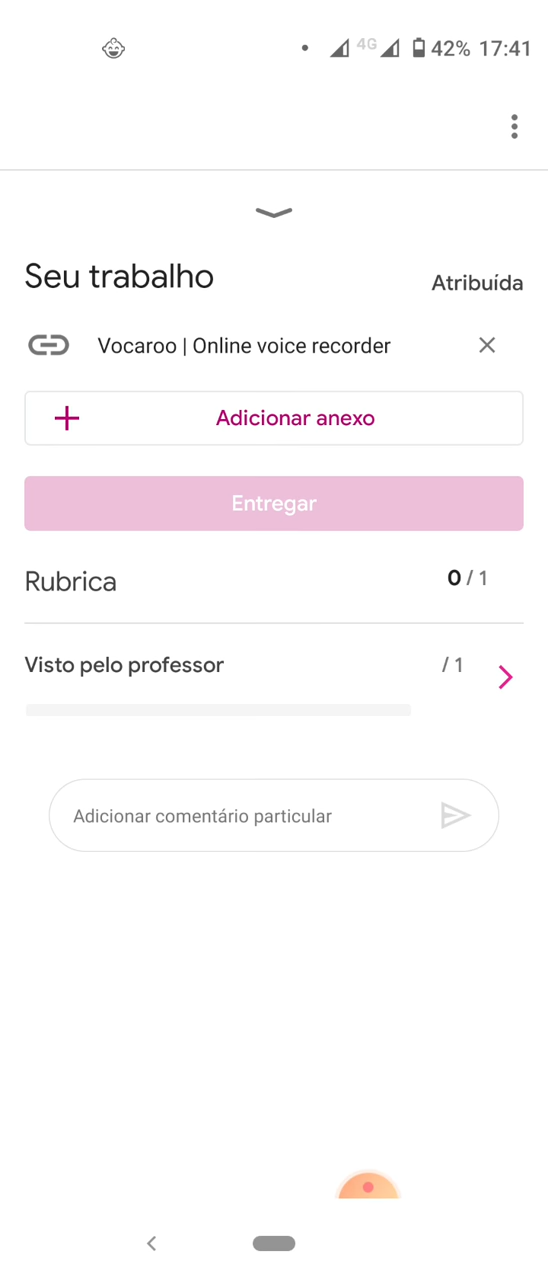 4G 42% 17:41
Seu trabalho
Atribuída
Vocaroo | Online voice recorder
Adicionar anexo
Entregar
Rubrica 0 / 1
Visto pelo professor / 1
Adicionar comentário particular